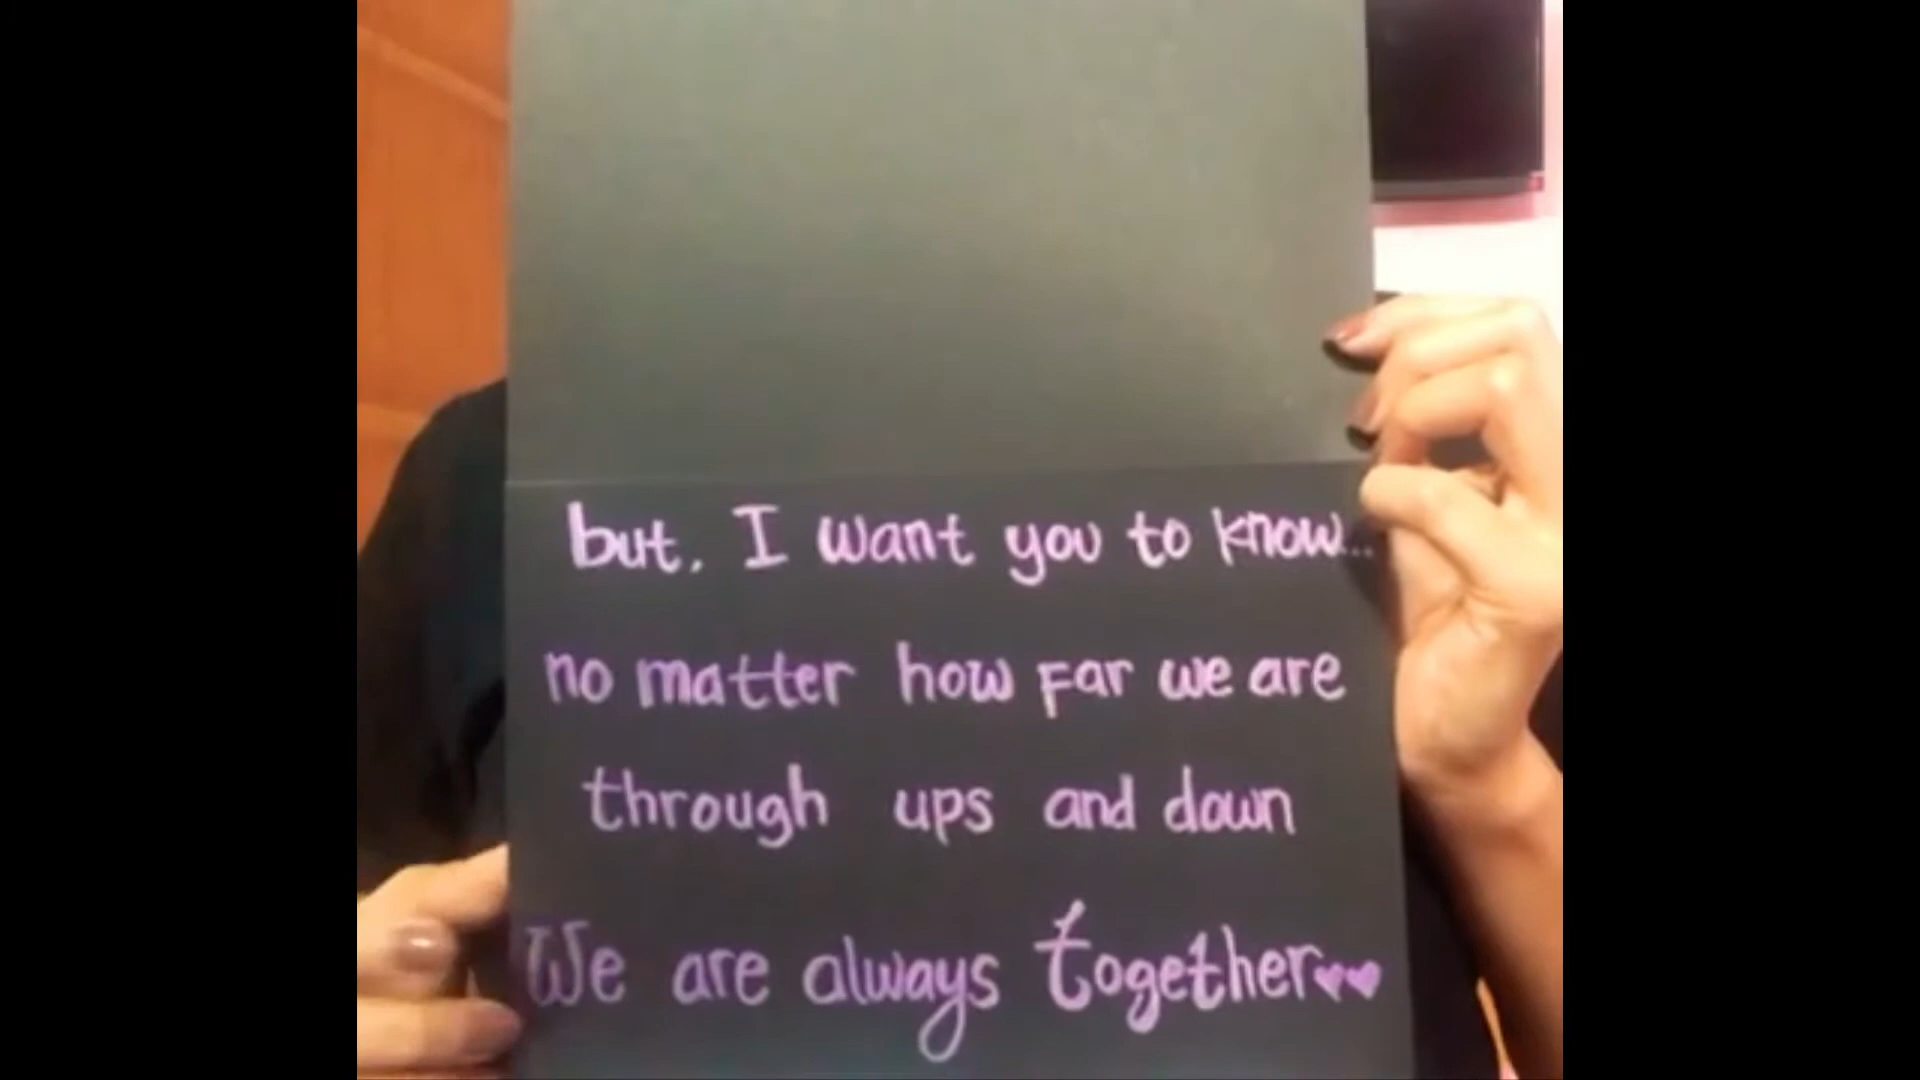 but. I want you to know...
no matter how far we are
through ups and down
We are always together♥♥